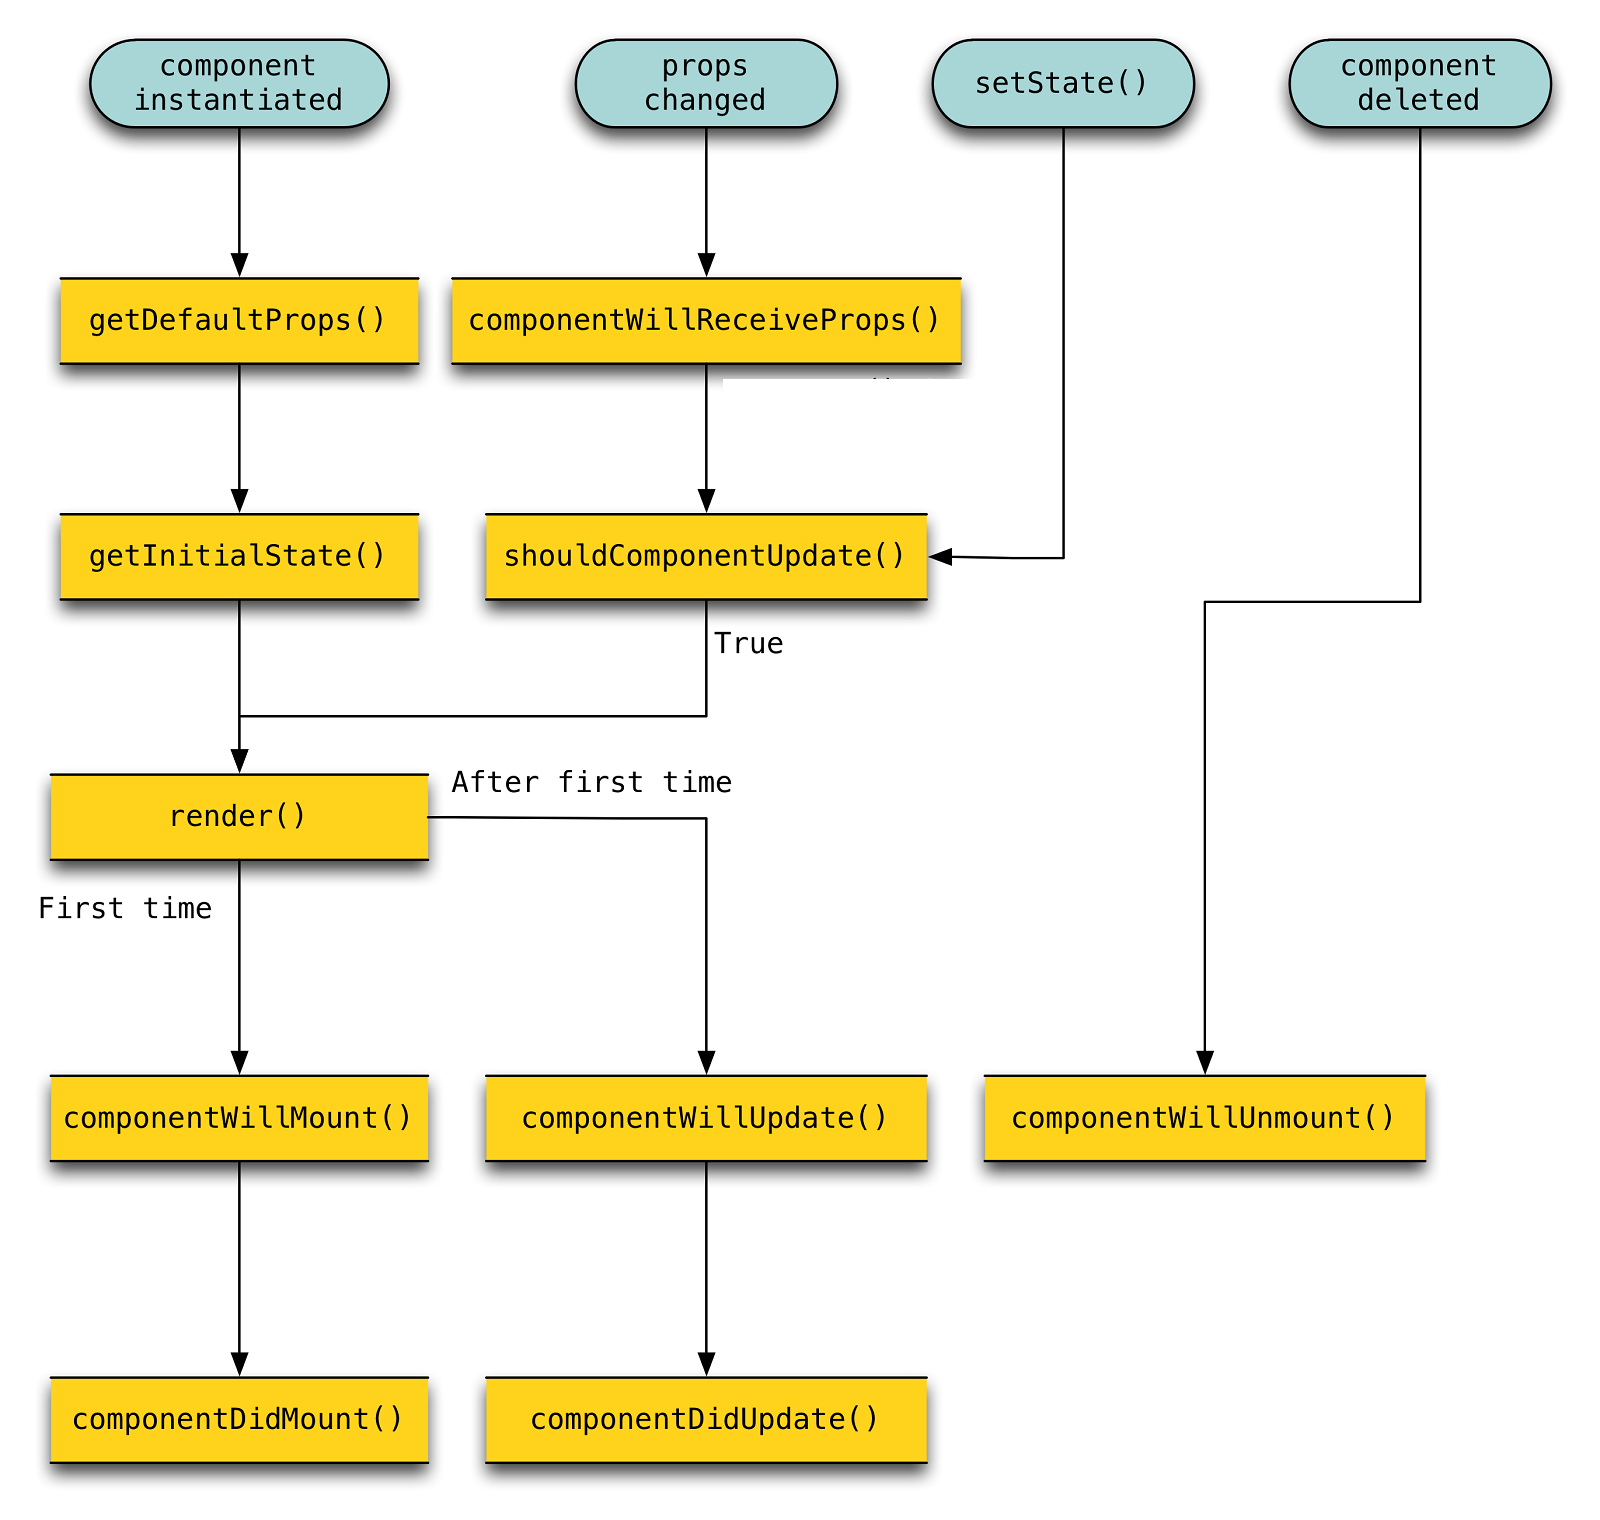 component
instantiated
props
changed
setState()
component
deleted
getDefaultProps()
componentWillReceiveProps()
getInitialState()
shouldComponentUpdate()
True
After first time
render()
First time
componentWillMount()
componentWillUpdate()
componentWillUnmount()
componentDidMount()
componentDidUpdate()